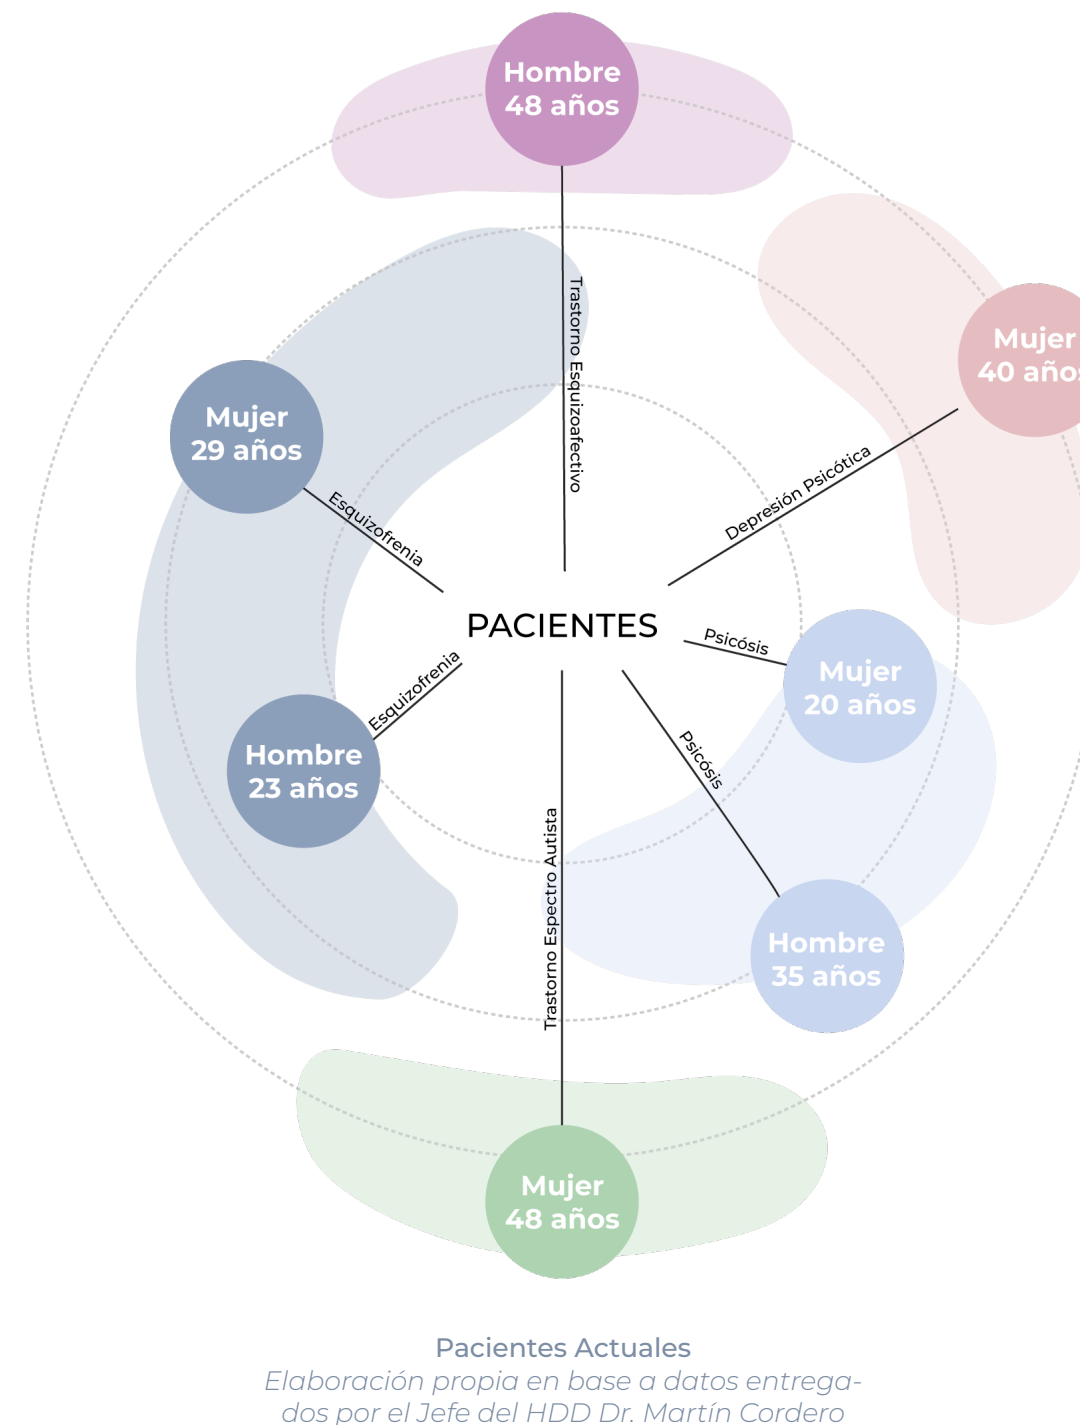 Hombre
48 años
Trastorno Esquizoafectivo
Mujer
40 años
Depresión Psicótica
Mujer
29 años
Esquizofrenia
PACIENTES
Psicósis
Mujer
20 años
Esquizofrenia
Hombre
23 años
Psicósis
Hombre
35 años
Trastorno Espectro Autista
Mujer
48 años
Pacientes Actuales
Elaboración propia en base a datos entrega-
dos por el Jefe del HDD Dr. Martín Cordero